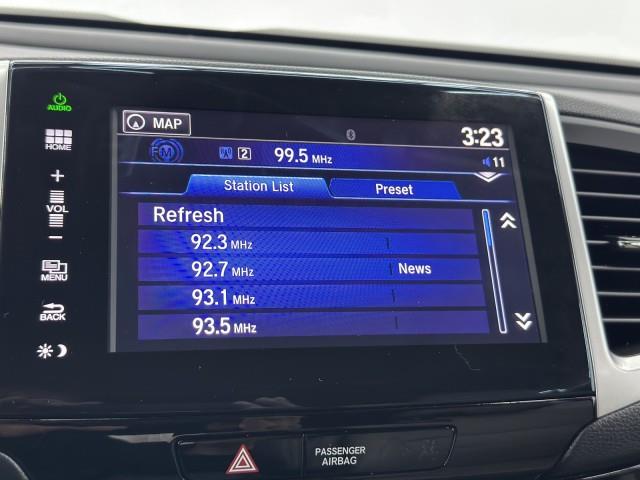 AUDIO
MAP
3:23
HOME
FM
2
99.5 MHz
11
Station List
Preset
VOL
Refresh
92.3 MHz
92.7 MHz
News
MENU
93.1 MHz
BACK
93.5 MHz
PASSENGER
AIRBAG